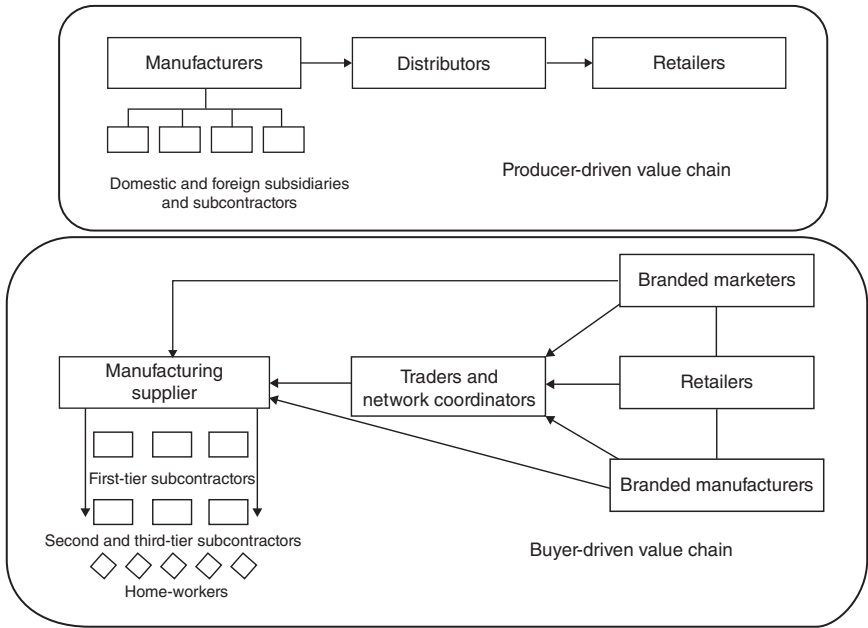 Manufacturers
Distributors
Retailers
Domestic and foreign subsidiaries
and subcontractors
Producer-driven value chain
Branded marketers
Manufacturing
supplier
Traders and
network coordinators
Retailers
First-tier subcontractors
Branded manufacturers
Second and third-tier subcontractors
Buyer-driven value chain
Home-workers